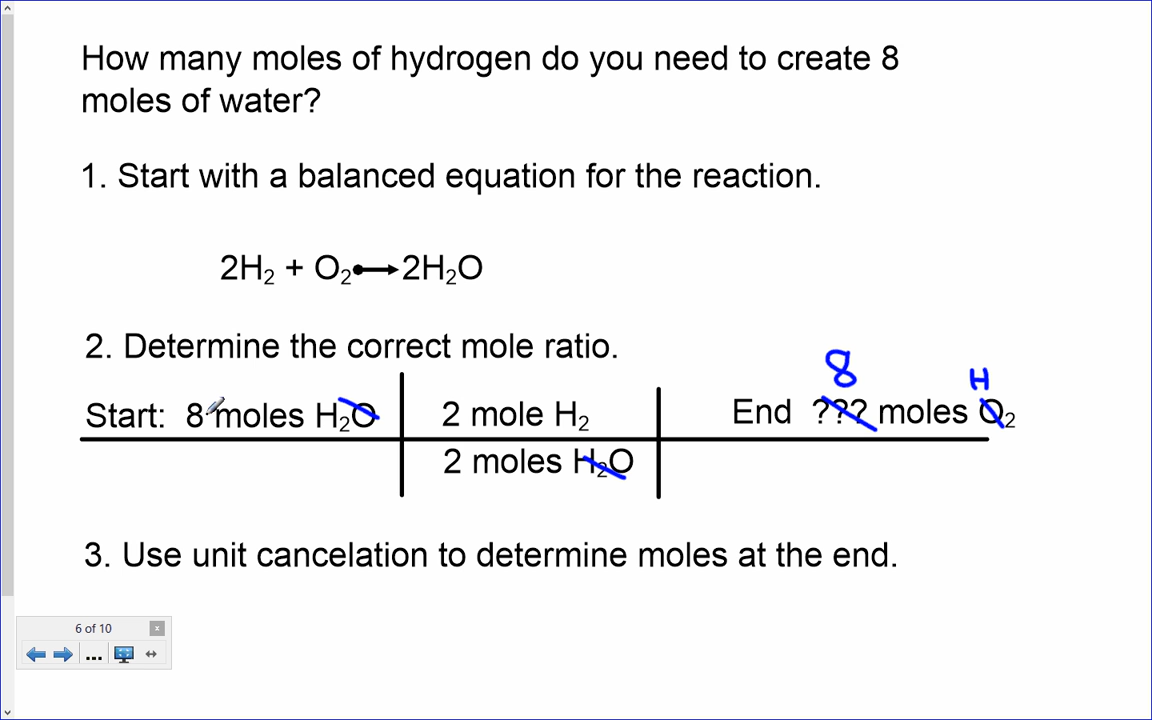 How many moles of hydrogen do you need to create 8
moles of water?
1. Start with a balanced equation for the reaction.
2H₂ + O₂→2H₂O
2. Determine the correct mole ratio.
8 H
Start: 8 moles H₂O 2 mole H₂ End ??? moles O₂
2 moles H₂O
3. Use unit cancelation to determine moles at the end.
6 of 10